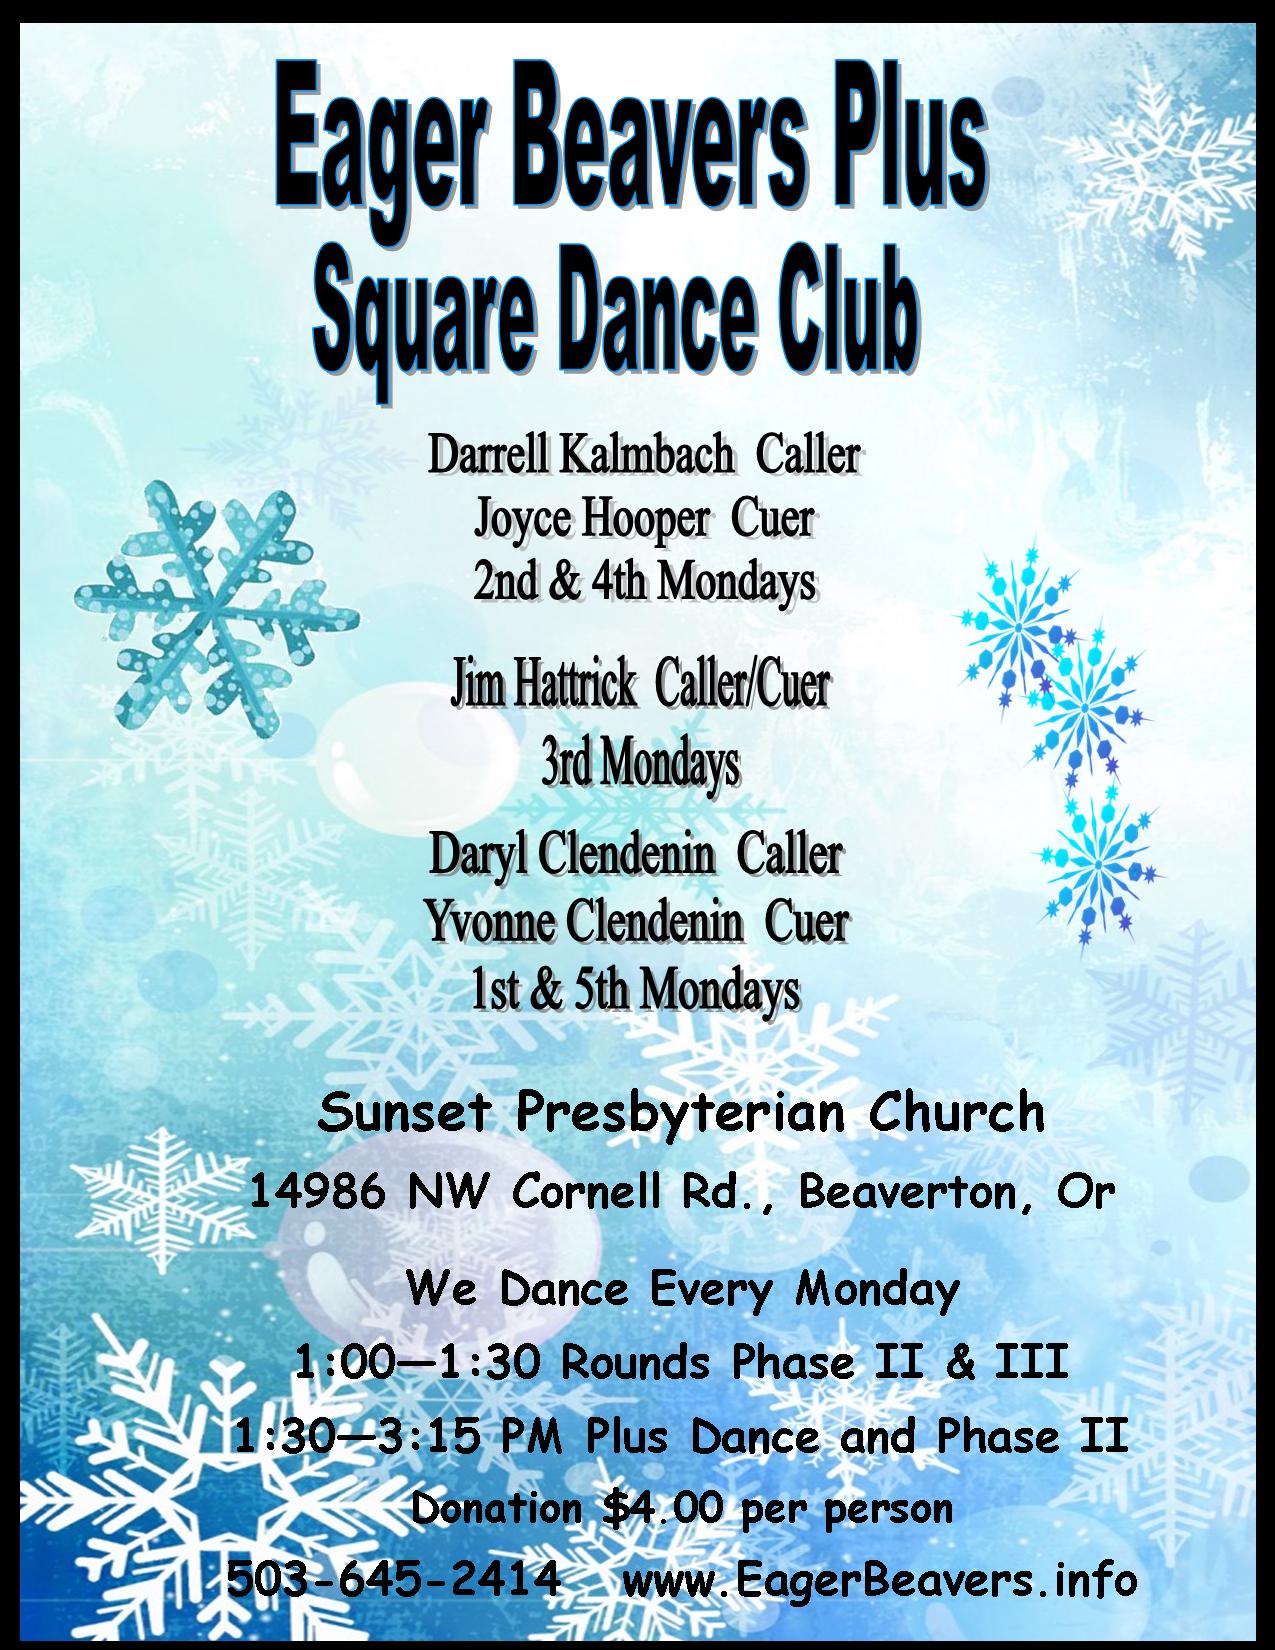 Eager Beavers Plus
Square Dance Club
Darrell Kalmbach Caller
Joyce Hooper Cuer
2nd & 4th Mondays
Jim Hattrick Caller/Cuer
3rd Mondays
Daryl Clendenin Caller
Yvonne Clendenin Cuer
1st & 5th Mondays
Sunset Presbyterian Church
14986 NW Cornell Rd., Beaverton, Or
We Dance Every Monday
1:00—1:30 Rounds Phase II & III
1:30—3:15 PM Plus Dance and Phase II
Donation $4.00 per person
503-645-2414 www.EagerBeavers.info